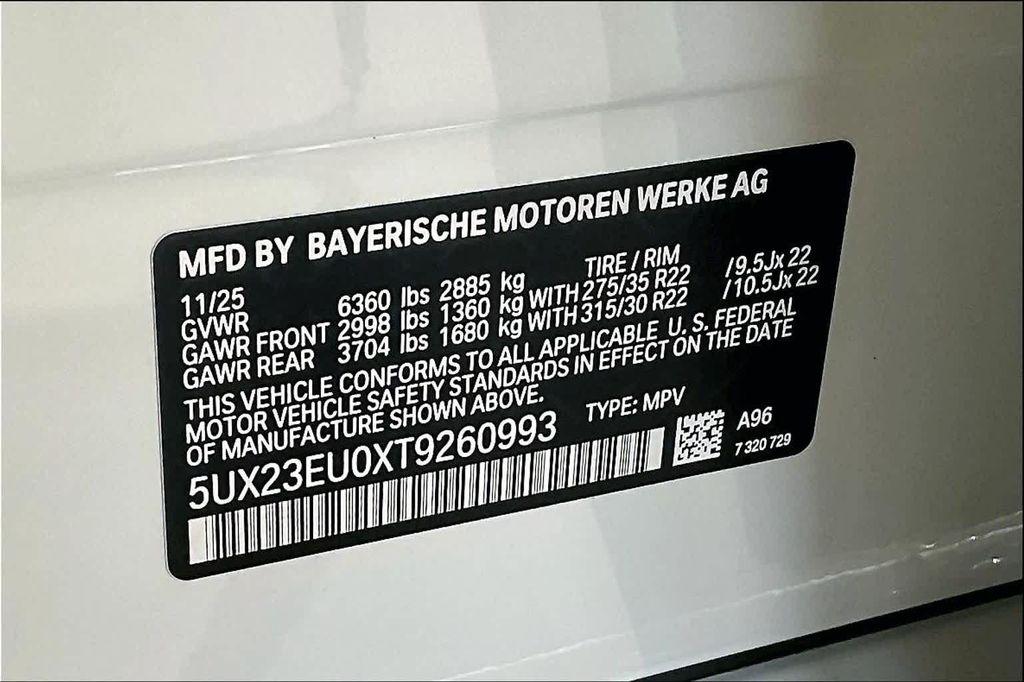 MFD BY BAYERISCHE MOTOREN WERKE AG
11/25 TIRE / RIM
GVWR 6360 lbs 2885 kg
GAWR FRONT 2998 lbs 1360 kg WITH 275/35 R22 /9.5Jx 22
GAWR REAR 3704 lbs 1680 kg WITH 315/30 R22 /10.5Jx 22
THIS VEHICLE CONFORMS TO ALL APPLICABLE U. S. FEDERAL
MOTOR VEHICLE SAFETY STANDARDS IN EFFECT ON THE DATE
OF MANUFACTURE SHOWN ABOVE.
5UX23EU0XT9260993 TYPE: MPV
A96
7 320 729